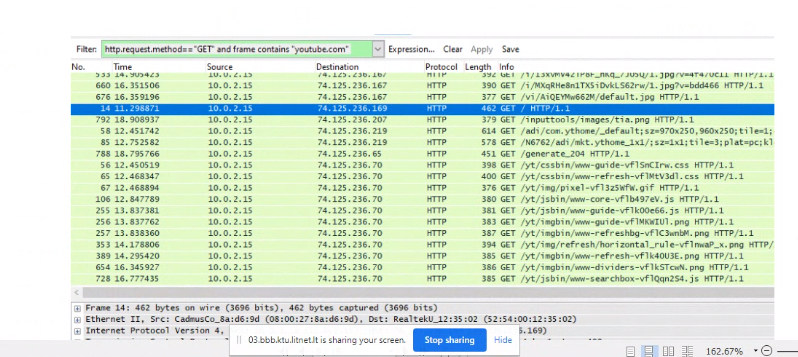 Filter: http.request.method=="GET" and frame contains "youtube.com" Expression... Clear Apply Save
No. Time Source Destination Protocol Length Info
533 14.905423 10.0.2.15 74.125.236.167 HTTP 392 GET
660 16.351506 10.0.2.15 74.125.236.167 HTTP 390 GET /i/MXqRHe8n1TX5iDvkLS62rw/1.jpg?v=bdd466 HTTP/1.1
676 16.359196 10.0.2.15 74.125.236.167 HTTP 377 GET /vi/AiQEYMw662M/default.jpg HTTP/1.1
14 11.298871 10.0.2.15 74.125.236.169 HTTP 462 GET / HTTP/1.1
792 18.908937 10.0.2.15 74.125.236.207 HTTP 379 GET /inputtools/images/tia.png HTTP/1.1
58 12.451742 10.0.2.15 74.125.236.219 HTTP 614 GET /adi/com.ythome/_default;sz=970x250,960x250;tile=1;
85 12.752582 10.0.2.15 74.125.236.219 HTTP 578 GET /N6762/adj/mkt.ythome_1x1/;sz=1x1;tile=3;plat=pc;kl
788 18.795766 10.0.2.15 74.125.236.65 HTTP 451 GET /generate_204 HTTP/1.1
56 12.450519 10.0.2.15 74.125.236.70 HTTP 398 GET /yt/cssbin/www-guide-vflSnCIrw.css HTTP/1.1
65 12.468347 10.0.2.15 74.125.236.70 HTTP 400 GET /yt/cssbin/www-refresh-vflMtV3dl.css HTTP/1.1
67 12.468894 10.0.2.15 74.125.236.70 HTTP 376 GET /yt/img/pixel-vfl3z5WfW.gif HTTP/1.1
106 12.847789 10.0.2.15 74.125.236.70 HTTP 380 GET /yt/jsbin/www-core-vflb497eV.js HTTP/1.1
255 13.837381 10.0.2.15 74.125.236.70 HTTP 381 GET /yt/jsbin/www-guide-vflkOOe66.js HTTP/1.1
256 13.837762 10.0.2.15 74.125.236.70 HTTP 383 GET /yt/imgbin/www-guide-vflMKWIUl.png HTTP/1.1
257 13.838360 10.0.2.15 74.125.236.70 HTTP 387 GET /yt/imgbin/www-refreshbg-vflC3wnbM.png HTTP/1.1
353 14.178806 10.0.2.15 74.125.236.70 HTTP 394 GET /yt/img/refresh/horizontal_rule-vflnwaP_x.png HTTP/1.1
389 14.295420 10.0.2.15 74.125.236.70 HTTP 385 GET /yt/imgbin/www-refresh-vflk4OU3E.png HTTP/1.1
654 16.345927 10.0.2.15 74.125.236.70 HTTP 386 GET /yt/imgbin/www-dividers-vflkSTcwN.png HTTP/1.1
728 16.777435 10.0.2.15 74.125.236.70 HTTP 385 GET /yt/jsbin/www-searchbox-vflQqn2S4.js HTTP/1.1
Frame 14: 462 bytes on wire (3696 bits), 462 bytes captured (3696 bits)
Ethernet II, Src: CadmusCo_8a:d6:9d (08:00:27:8a:d6:9d), Dst: RealtekU_12:35:02 (52:54:00:12:35:02)
Internet Protocol Version 4,
03.bbb.ktu.litnet.lt is sharing your screen. Stop sharing Hide
162.67%